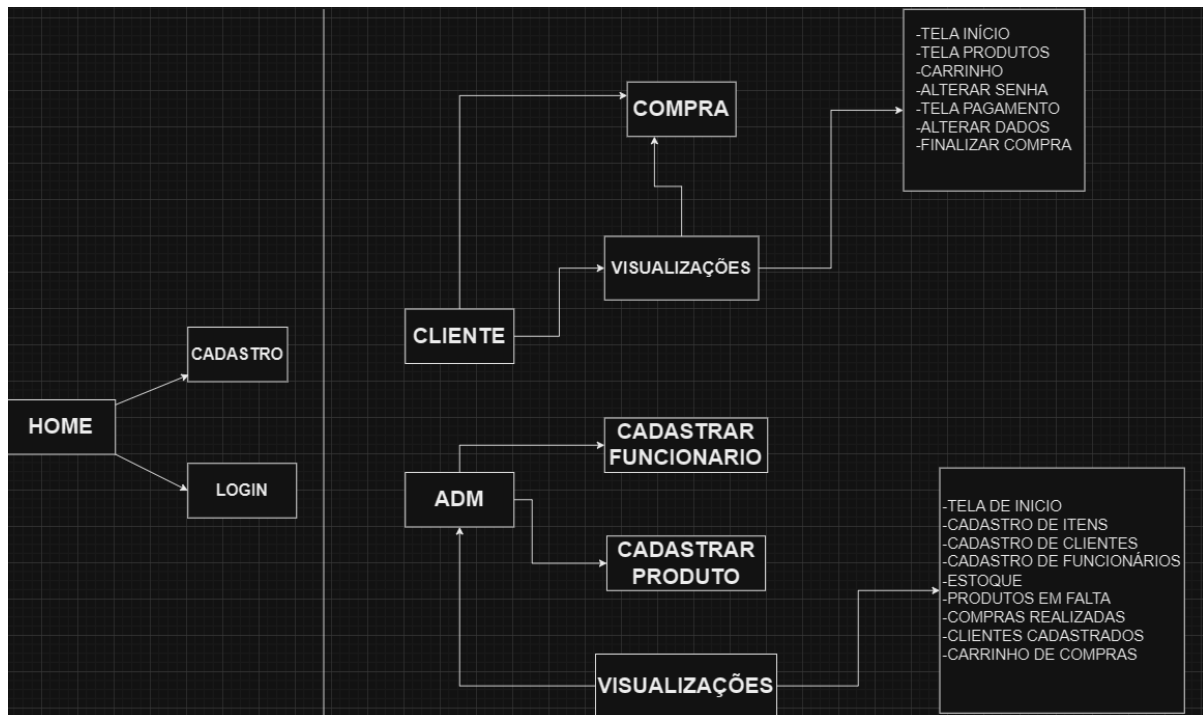 -TELA INÍCIO
-TELA PRODUTOS
-CARRINHO
-ALTERAR SENHA
-TELA PAGAMENTO
-ALTERAR DADOS
-FINALIZAR COMPRA
COMPRA
VISUALIZAÇÕES
CLIENTE
CADASTRO
HOME
LOGIN
CADASTRAR
FUNCIONARIO
ADM
CADASTRAR
PRODUTO
-TELA DE INICIO
-CADASTRO DE ITENS
-CADASTRO DE CLIENTES
-CADASTRO DE FUNCIONÁRIOS
-ESTOQUE
-PRODUTOS EM FALTA
-COMPRAS REALIZADAS
-CLIENTES CADASTRADOS
-CARRINHO DE COMPRAS
VISUALIZAÇÕES